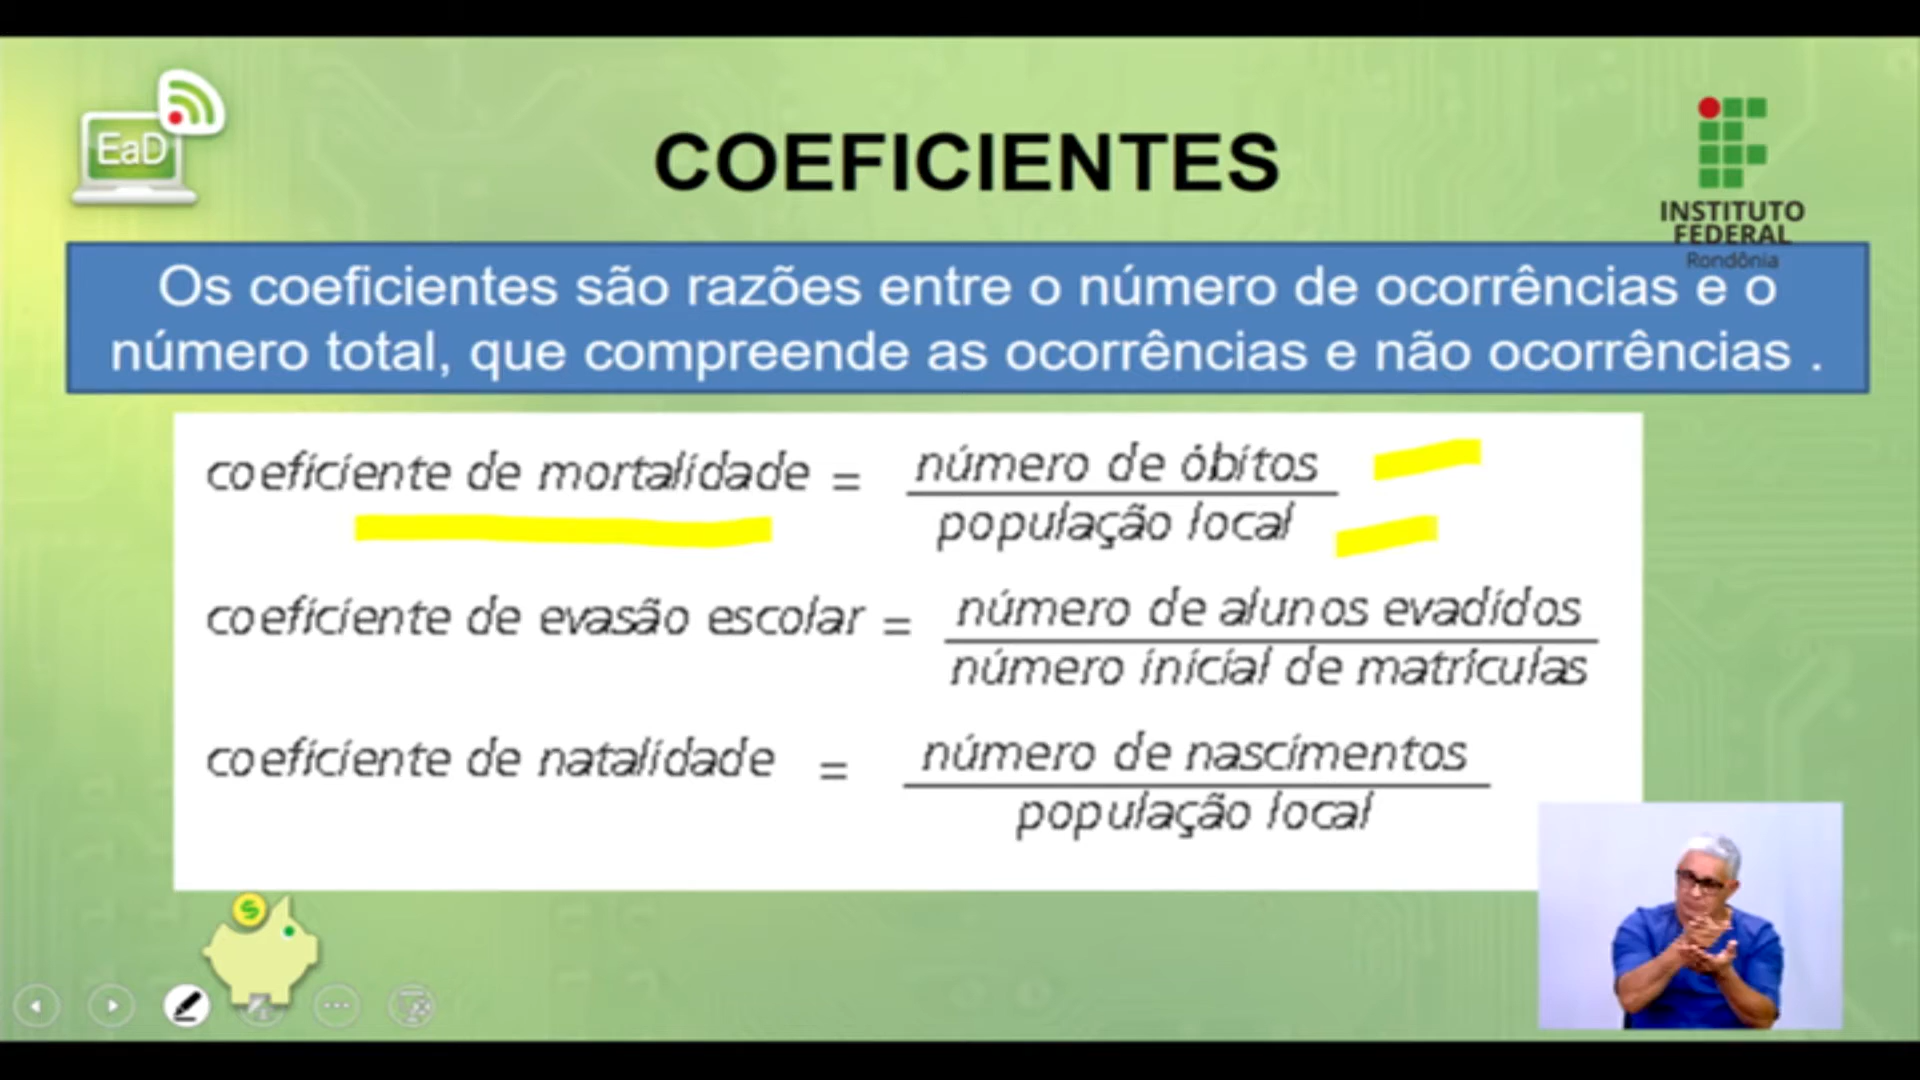 EaD
COEFICIENTES
INSTITUTO
FEDERAL
Rondônia
Os coeficientes são razões entre o número de ocorrências e o
número total, que compreende as ocorrências e não ocorrências .
coeficiente de mortalidade = número de óbitos
população local
coeficiente de evasão escolar = número de alunos evadidos
número inicial de matrículas
coeficiente de natalidade = número de nascimentos
população local
$